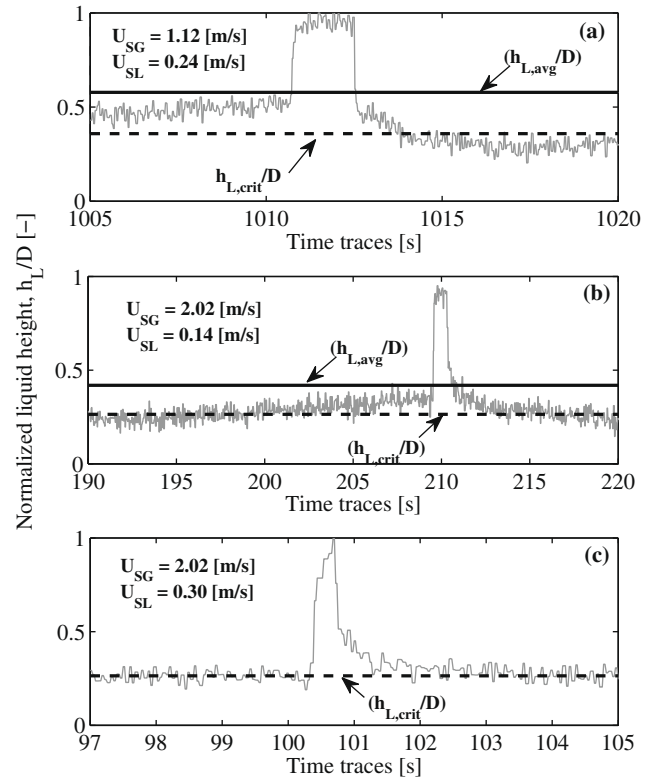 Normalized liquid height, h_L/D [-]
1
0.5
0
(a)
U_SG = 1.12 [m/s]
U_SL = 0.24 [m/s]
(h_L,avg/D)
h_L,crit/D
1005 1010 1015 1020
Time traces [s]
1
0.5
0
(b)
U_SG = 2.02 [m/s]
U_SL = 0.14 [m/s]
(h_L,avg/D)
(h_L,crit/D)
190 195 200 205 210 215 220
Time traces [s]
1
0.5
0
(c)
U_SG = 2.02 [m/s]
U_SL = 0.30 [m/s]
(h_L,crit/D)
97 98 99 100 101 102 103 104 105
Time traces [s]